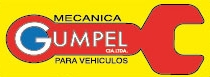 MECANICA
GUMPEL
CIA.LTDA.
PARA VEHICULOS